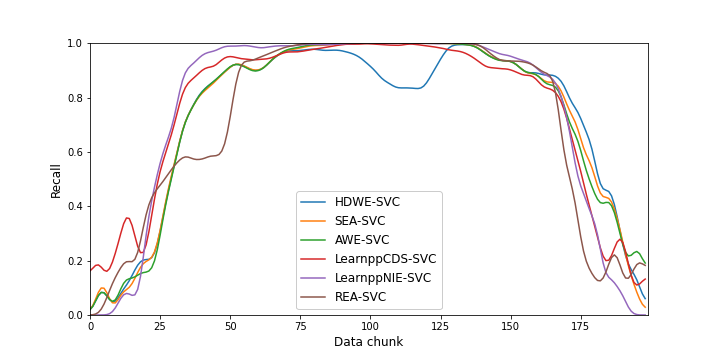 1.0
0.8
0.6
0.4
0.2
0.0
Recall
HDWE-SVC
SEA-SVC
AWE-SVC
LearnppCDS-SVC
LearnppNIE-SVC
REA-SVC
0 25 50 75 100 125 150 175
Data chunk